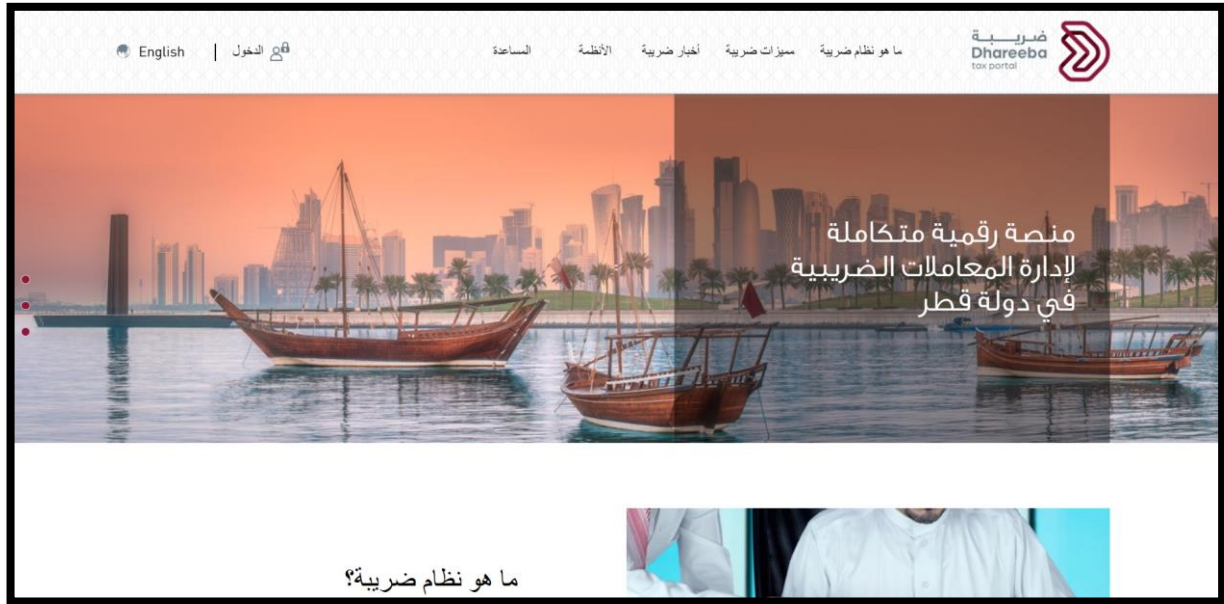 ضريبة
Dhareeba
tax portal
ما هو نظام ضريبة
مميزات ضريبة
أخبار ضريبة
الأنظمة
المساعدة
الدخول
English
منصة رقمية متكاملة
لإدارة المعاملات الضريبية
في دولة قطر
ما هو نظام ضريبة؟